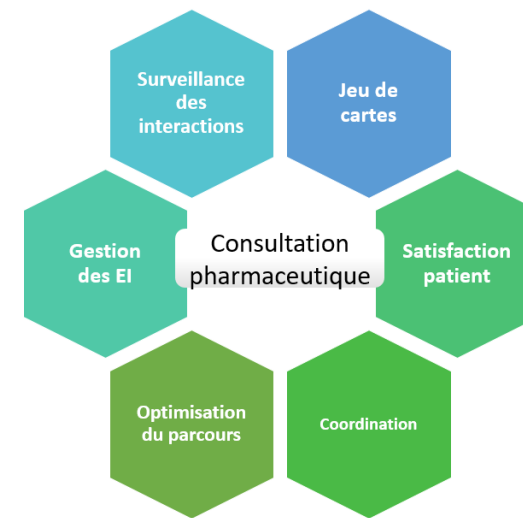 Surveillance
des
interactions
Jeu de
cartes
Gestion
des EI
Consultation
pharmaceutique
Satisfaction
patient
Optimisation
du parcours
Coordination